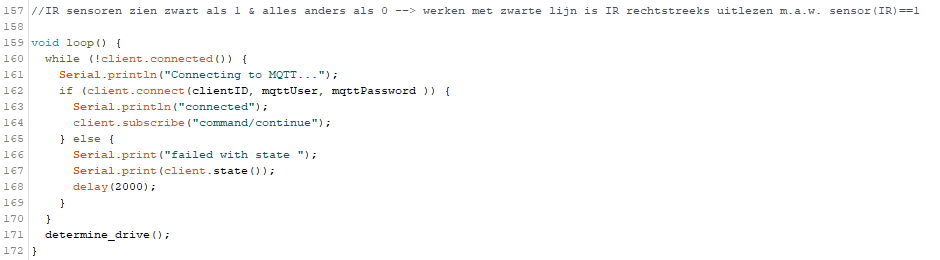 157 //IR sensoren zien zwart als 1 & alles anders als 0 --> werken met zwarte lijn is IR rechtstreeks uitlezen m.a.w. sensor(IR)==1
158
159 void loop() {
160   while (!client.connected()) {
161     Serial.println("Connecting to MQTT...");
162     if (client.connect(clientID, mqttUser, mqttPassword )) {
163       Serial.println("connected");
164       client.subscribe("command/continue");
165     } else {
166       Serial.print("failed with state ");
167       Serial.print(client.state());
168       delay(2000);
169     }
170   }
171   determine_drive();
172 }